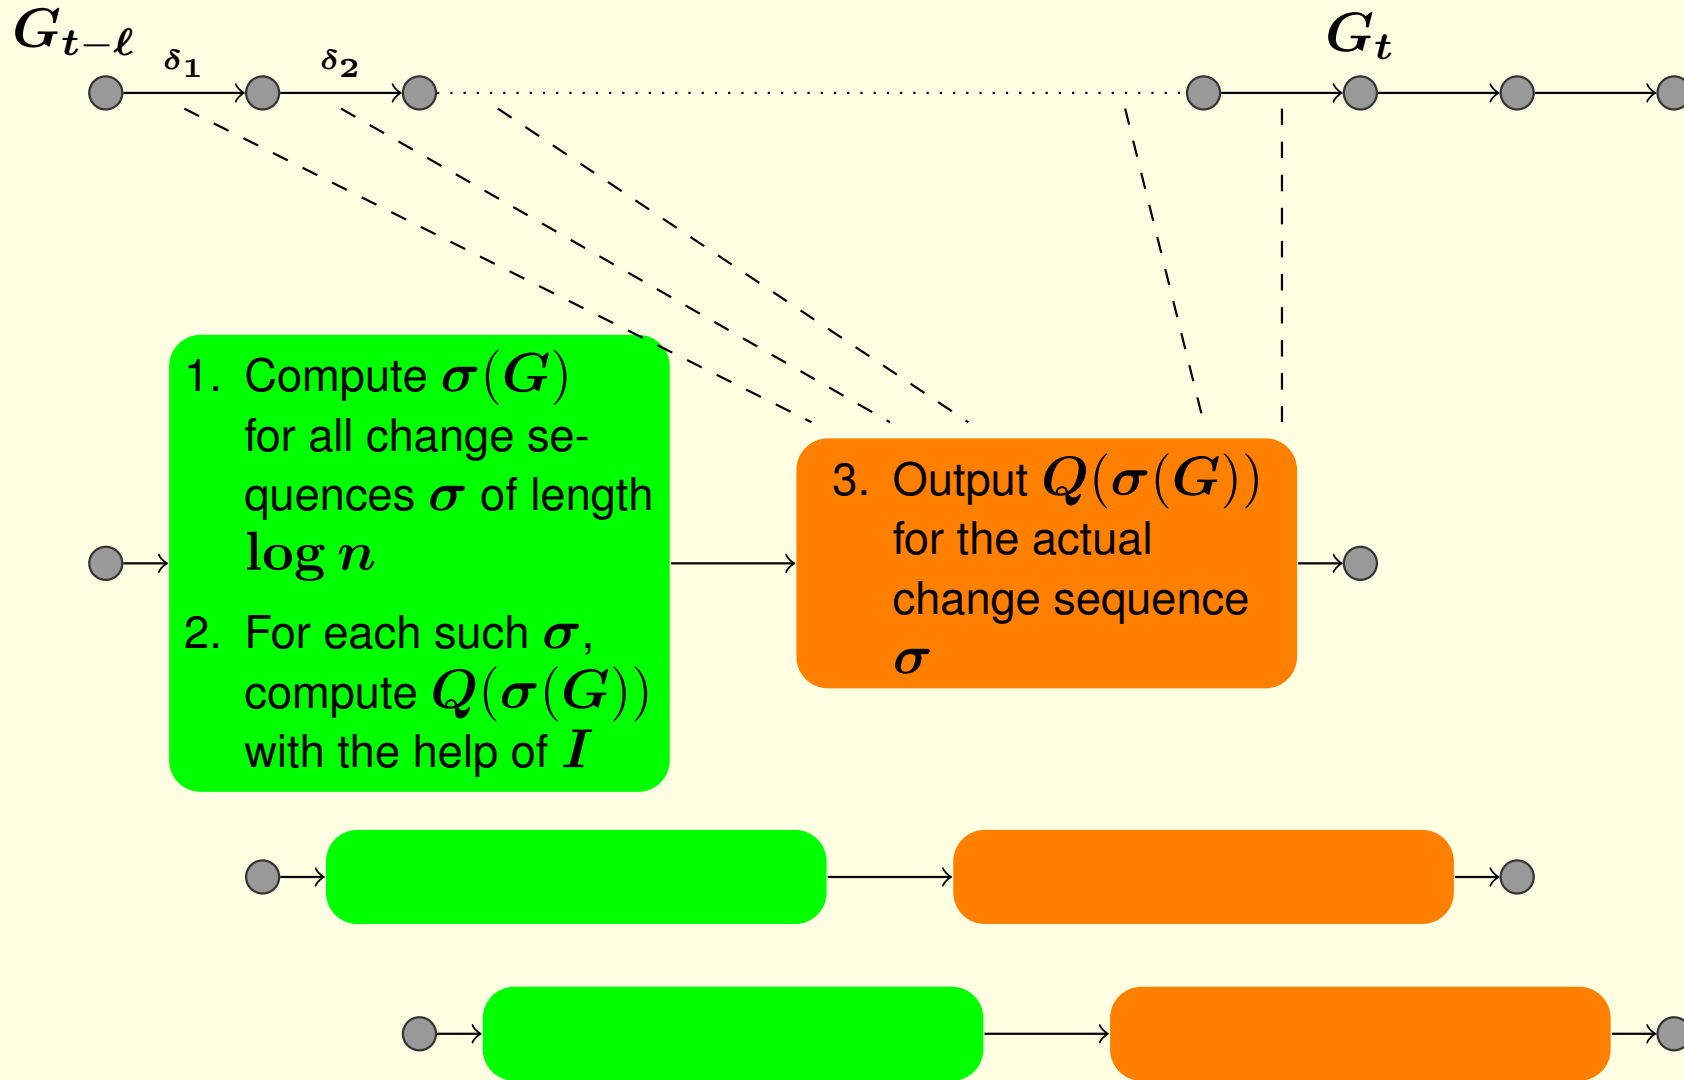 G_{t−ℓ}
δ_1
δ_2
G_t
1. Compute σ(G)
for all change se-
quences σ of length
log n
2. For each such σ,
compute Q(σ(G))
with the help of I
3. Output Q(σ(G))
for the actual
change sequence
σ